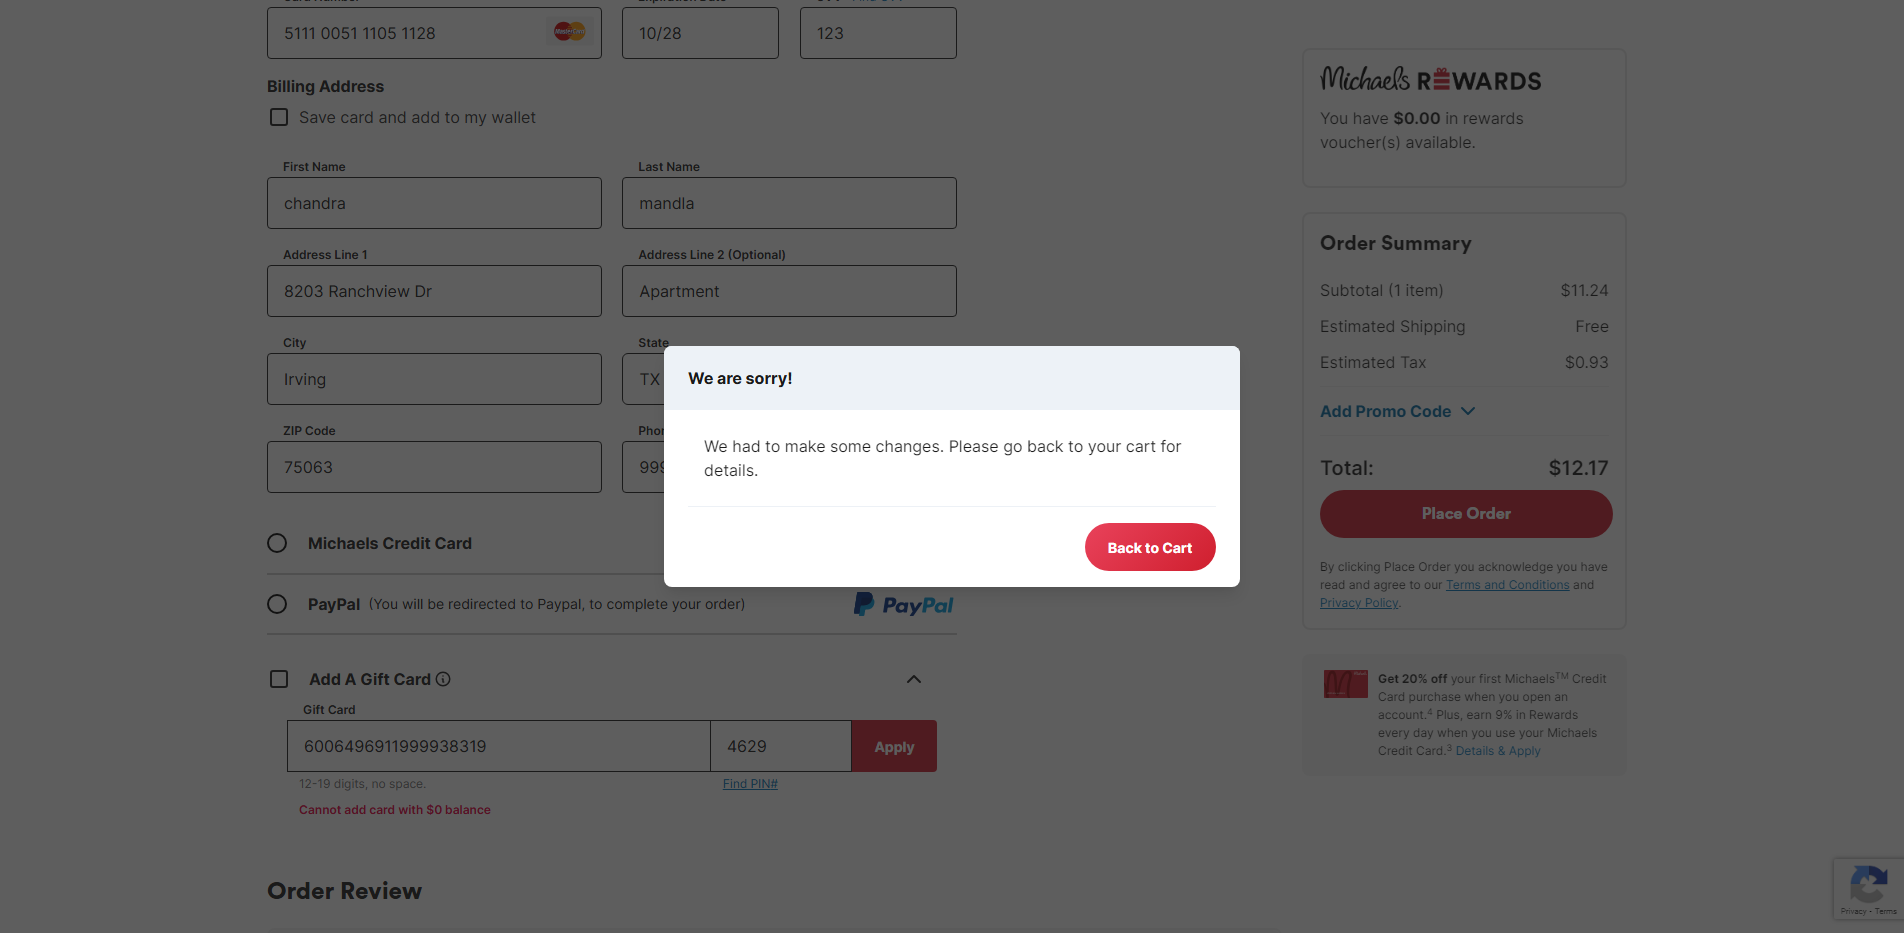 5111 0051 1105 1128
MasterCard
10/28
123
Billing Address
Save card and add to my wallet
First Name
Last Name
chandra
mandla
Address Line 1
Address Line 2 (Optional)
8203 Ranchview Dr
Apartment
City
State
Irving
TX
ZIP Code
75063
999
Michaels Credit Card
PayPal (You will be redirected to Paypal, to complete your order)
PayPal
Add A Gift Card
Gift Card
6006496911999938319
4629
Apply
12-19 digits, no space.
Find PIN#
Cannot add card with $0 balance
Order Review
We are sorry!
We had to make some changes. Please go back to your cart for
details.
Back to Cart
Michaels REWARDS
You have $0.00 in rewards
voucher(s) available.
Order Summary
Subtotal (1 item) $11.24
Estimated Shipping Free
Estimated Tax $0.93
Add Promo Code
Total: $12.17
Place Order
By clicking Place Order you acknowledge you have
read and agree to our Terms and Conditions and
Privacy Policy.
Get 20% off your first Michaels™ Credit
Card purchase when you open an
account.⁴ Plus, earn 9% in Rewards
every day when you use your Michaels
Credit Card.³ Details & Apply
Privacy - Terms